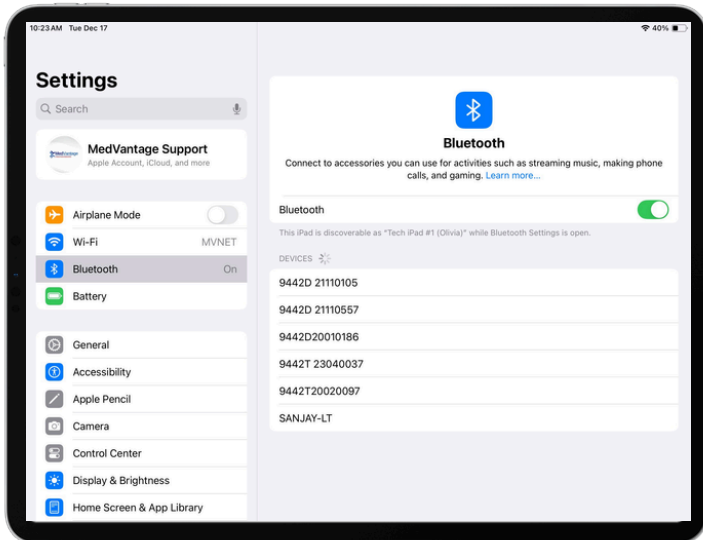 10:23 AM Tue Dec 17
40%
Settings
Search
MedVantage
MedVantage Support
Apple Account, iCloud, and more
Airplane Mode
Wi-Fi MVNET
Bluetooth On
Battery
General
Accessibility
Apple Pencil
Camera
Control Center
Display & Brightness
Home Screen & App Library
Bluetooth
Connect to accessories you can use for activities such as streaming music, making phone
calls, and gaming. Learn more...
Bluetooth
This iPad is discoverable as "Tech iPad #1 (Olivia)" while Bluetooth Settings is open.
DEVICES
9442D 21110105
9442D 21110557
9442D20010186
9442T 23040037
9442T20020097
SANJAY-LT